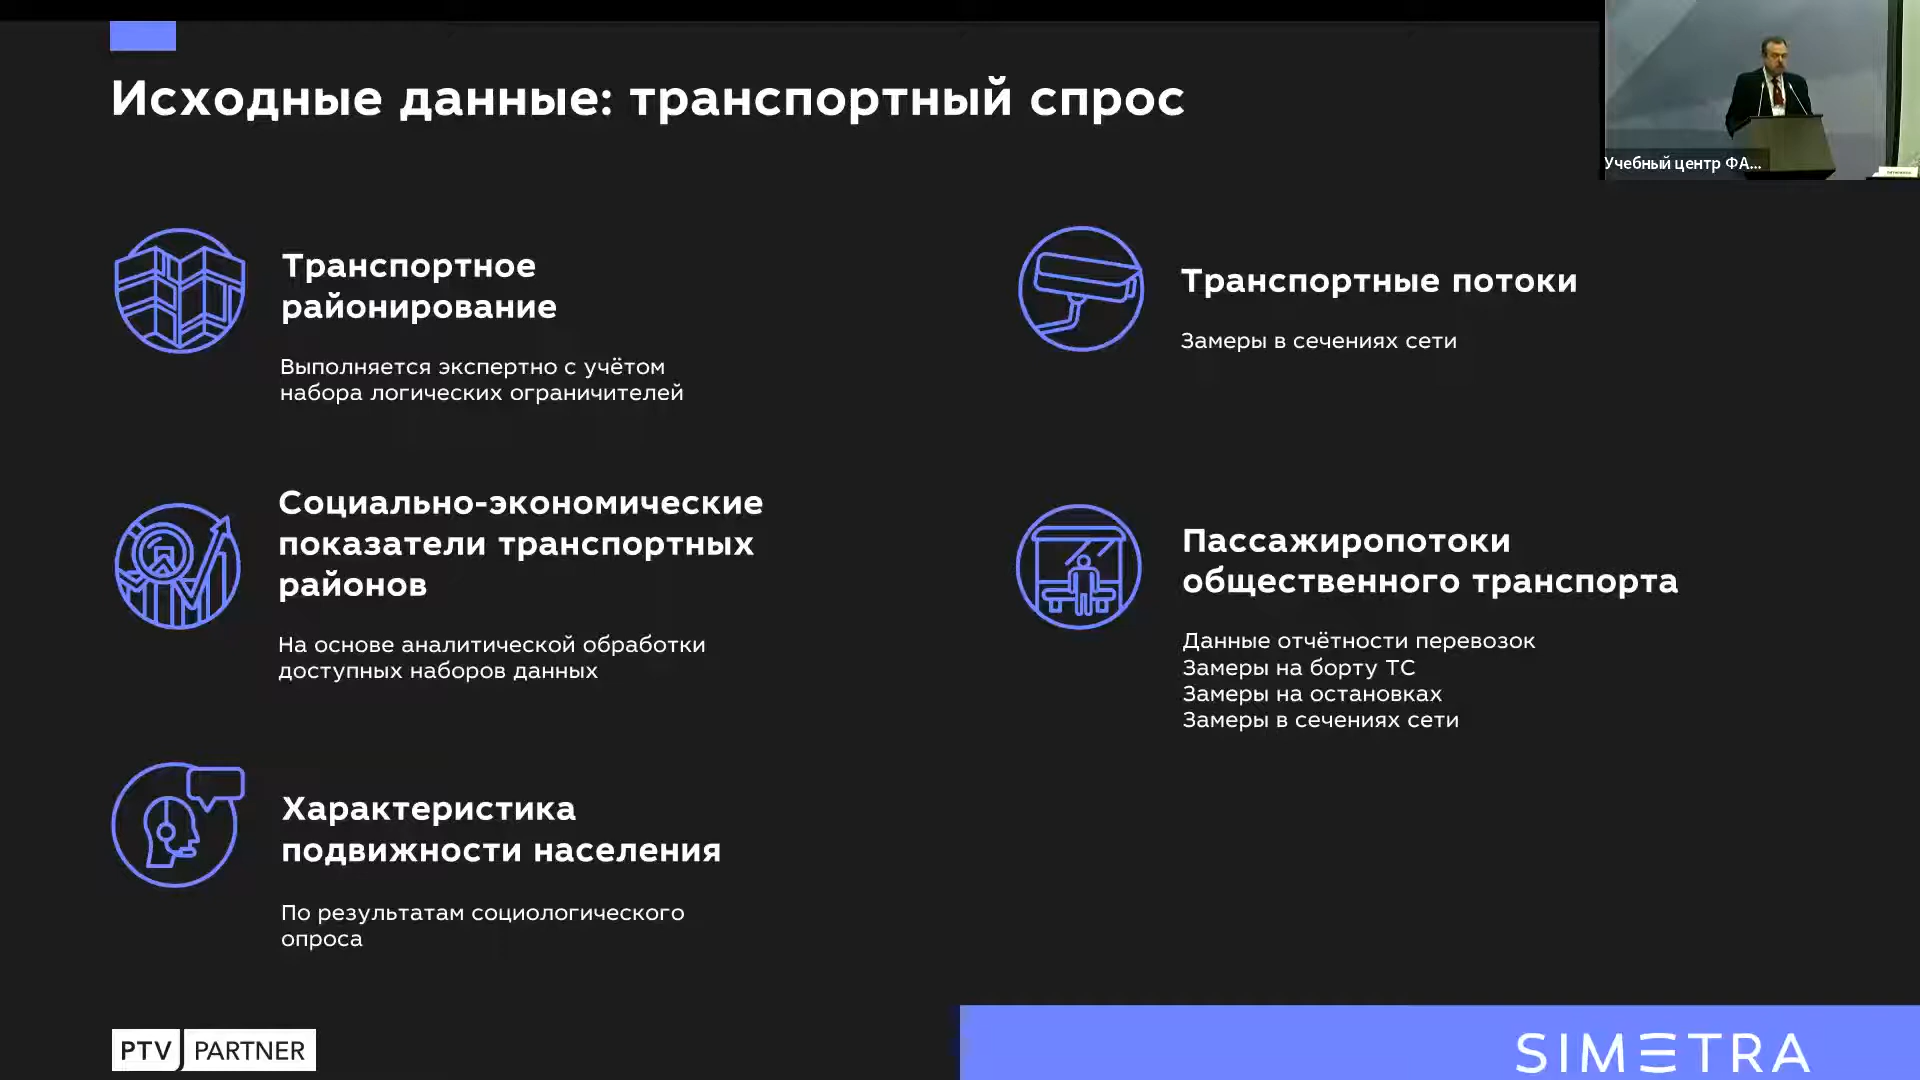 Исходные данные: транспортный спрос
Учебный центр ФА...
Транспортное
районирование
Выполняется экспертно с учётом
набора логических ограничителей
Социально-экономические
показатели транспортных
районов
На основе аналитической обработки
доступных наборов данных
Характеристика
подвижности населения
По результатам социологического
опроса
Транспортные потоки
Замеры в сечениях сети
Пассажиропотоки
общественного транспорта
Данные отчётности перевозок
Замеры на борту ТС
Замеры на остановках
Замеры в сечениях сети
PTV PARTNER
SIMETRA